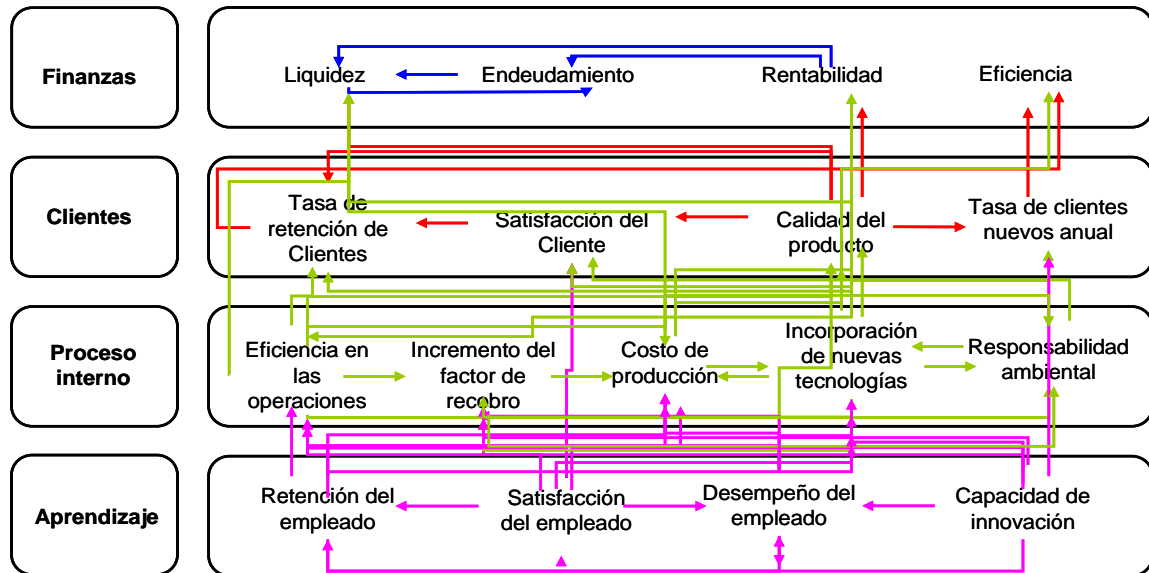 Finanzas
Liquidez
Endeudamiento
Rentabilidad
Eficiencia
Clientes
Tasa de
retención de
Clientes
Satisfacción del
Cliente
Calidad del
producto
Tasa de clientes
nuevos anual
Proceso
interno
Eficiencia en
las
operaciones
Incremento del
factor de
recobro
Costo de
producción
Incorporación
de nuevas
tecnologías
Responsabilidad
ambiental
Aprendizaje
Retención del
empleado
Satisfacción
del empleado
Desempeño del
empleado
Capacidad de
innovación